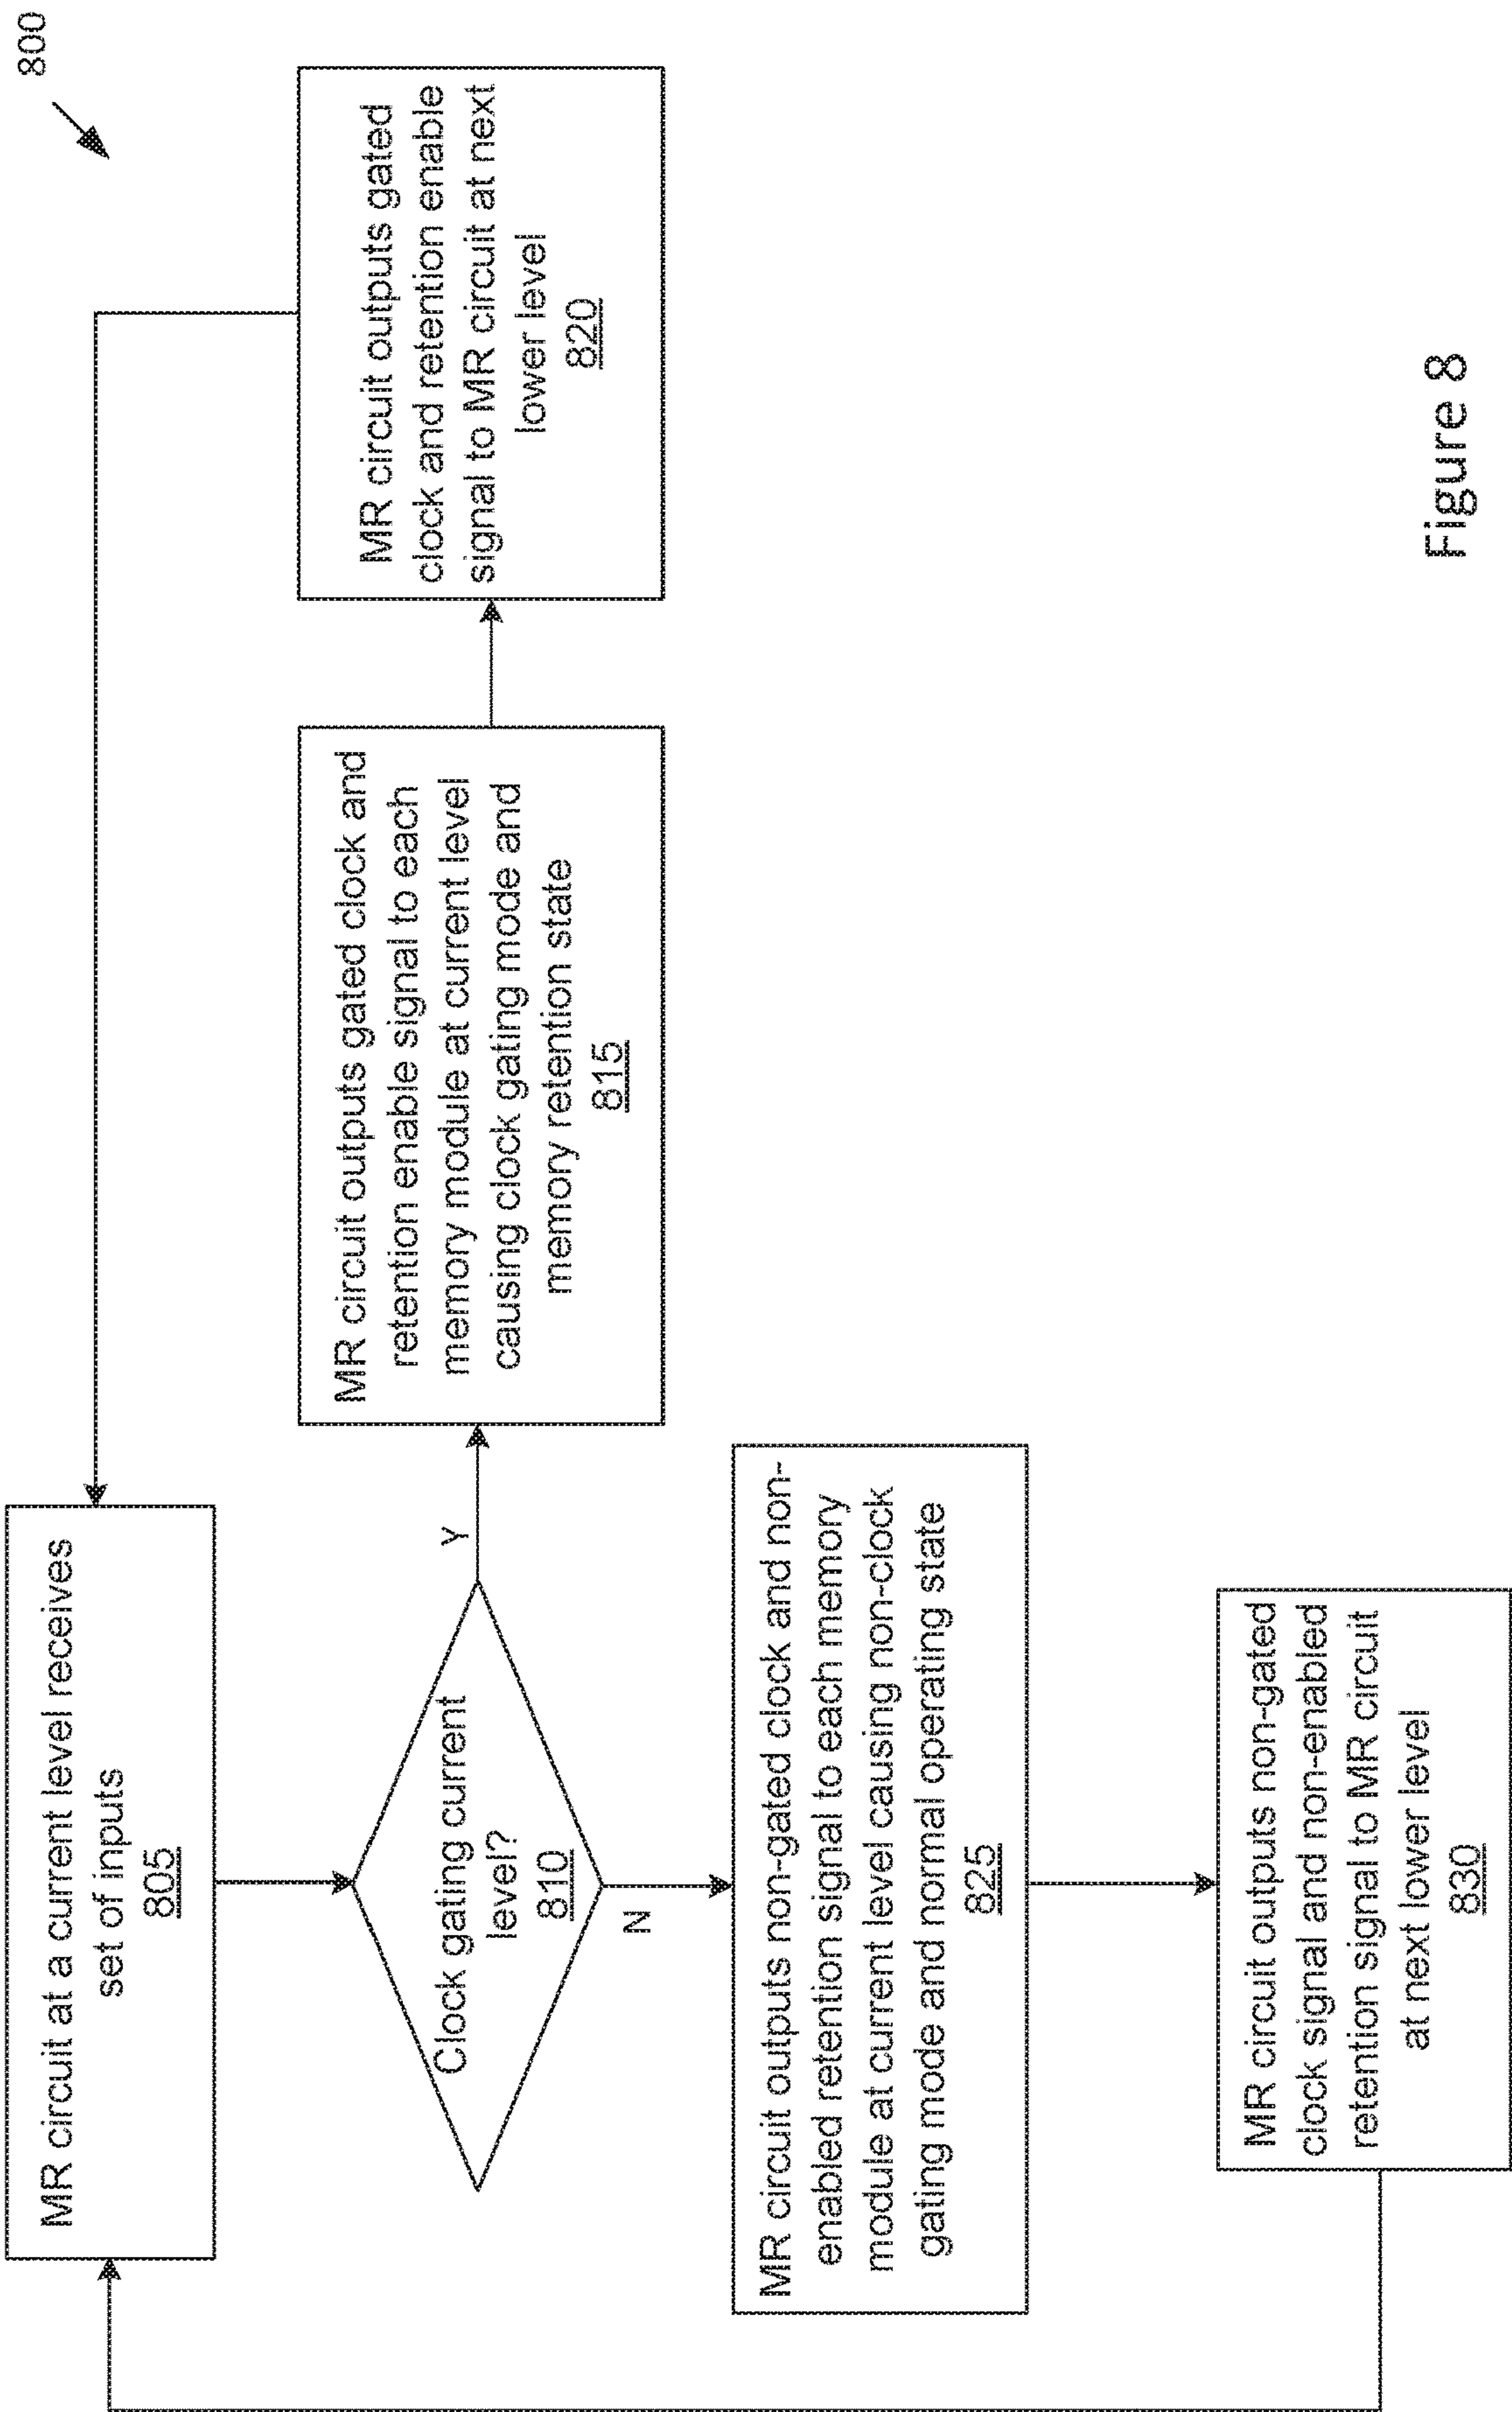 800
MR circuit at a current level receives
set of inputs
805
Clock gating current
level?
810
Y
N
MR circuit outputs gated clock and
retention enable signal to each
memory module at current level
causing clock gating mode and
memory retention state
815
MR circuit outputs gated
clock and retention enable
signal to MR circuit at next
lower level
820
MR circuit outputs non-gated clock and non-
enabled retention signal to each memory
module at current level causing non-clock
gating mode and normal operating state
825
MR circuit outputs non-gated
clock signal and non-enabled
retention signal to MR circuit
at next lower level
830
Figure 8